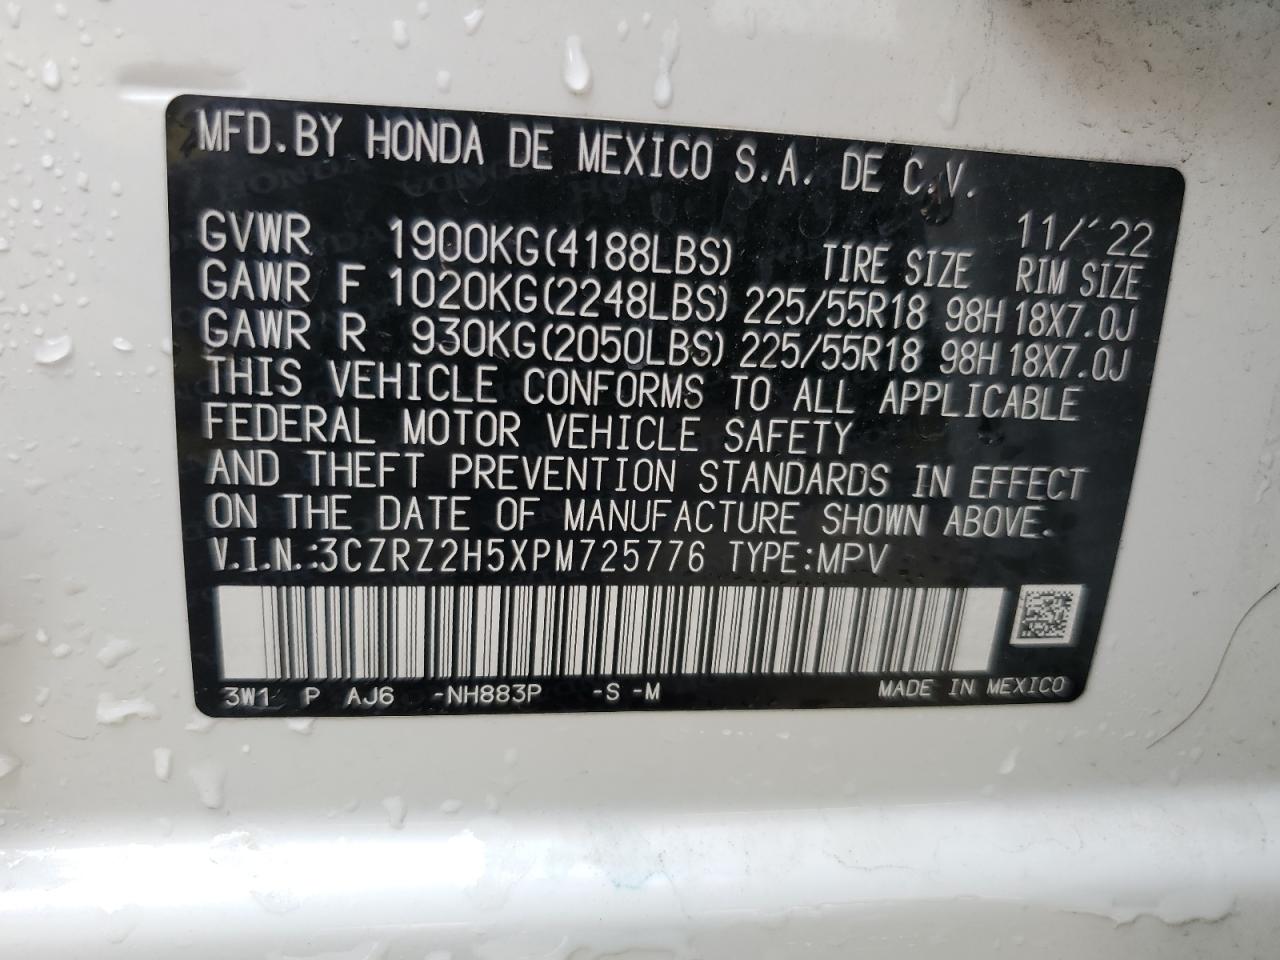 MFD.BY HONDA DE MEXICO S.A. DE C.V.
11/'22
GVWR 1900KG(4188LBS) TIRE SIZE RIM SIZE
GAWR F 1020KG(2248LBS) 225/55R18 98H 18X7.0J
GAWR R 930KG(2050LBS) 225/55R18 98H 18X7.0J
THIS VEHICLE CONFORMS TO ALL APPLICABLE
FEDERAL MOTOR VEHICLE SAFETY
AND THEFT PREVENTION STANDARDS IN EFFECT
ON THE DATE OF MANUFACTURE SHOWN ABOVE.
V.I.N.:3CZRZ2H5XPM725776 TYPE:MPV
3W1 P AJ6 -NH883P -S -M MADE IN MEXICO